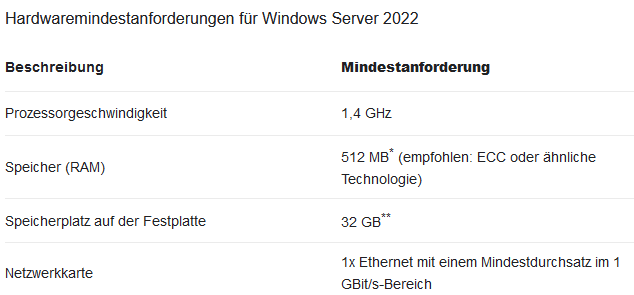 Hardwaremindestanforderungen für Windows Server 2022
Beschreibung Mindestanforderung
Prozessorgeschwindigkeit 1,4 GHz
Speicher (RAM) 512 MB* (empfohlen: ECC oder ähnliche
Technologie)
Speicherplatz auf der Festplatte 32 GB**
Netzwerkkarte 1x Ethernet mit einem Mindestdurchsatz im 1
GBit/s-Bereich